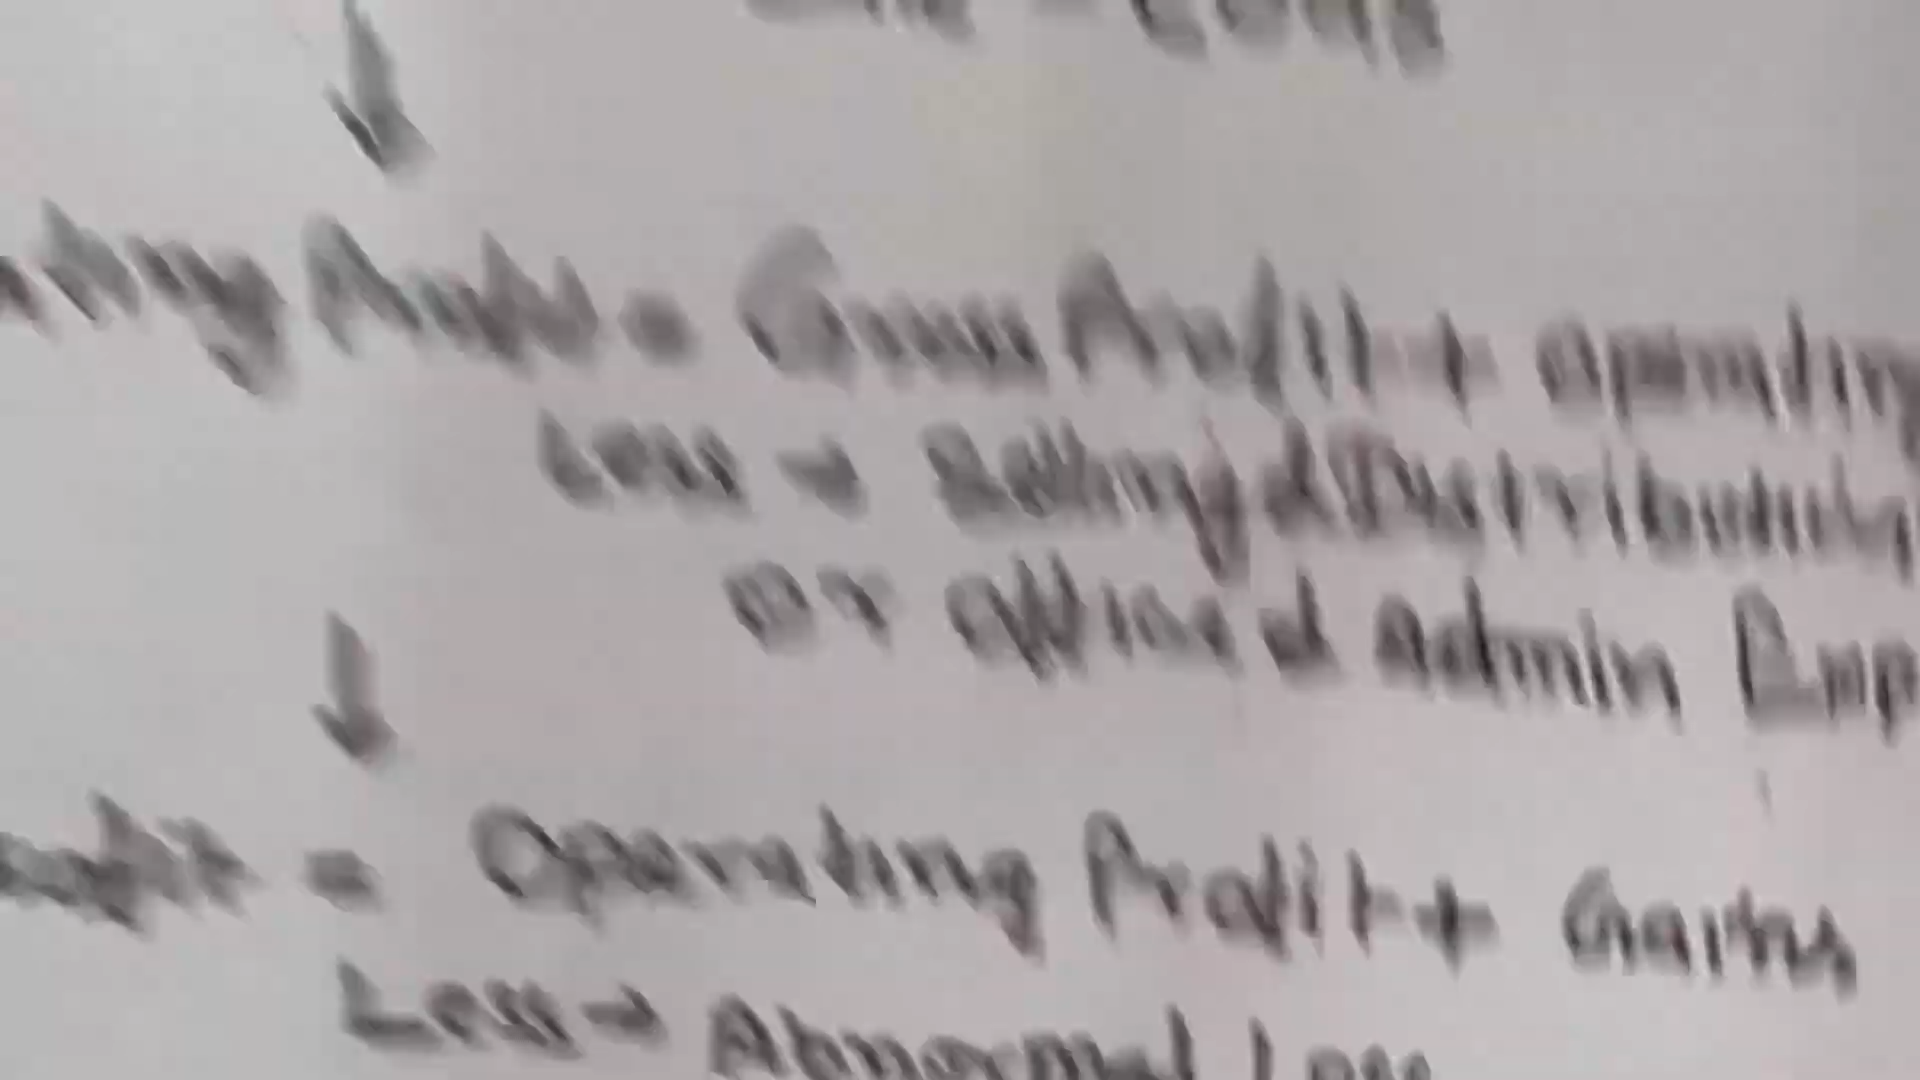 Profit = Gross Profit + Operating
Less → Selling & Distribution
or Office & Admin Exp
= Operating Profit + Gains
Less → Abnormal Loss